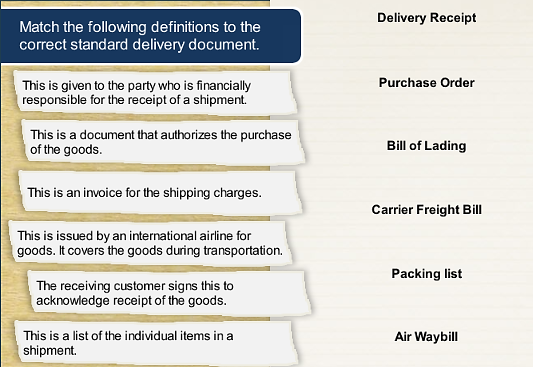 Match the following definitions to the
correct standard delivery document.
This is given to the party who is financially
responsible for the receipt of a shipment.
This is a document that authorizes the purchase
of the goods.
This is an invoice for the shipping charges.
This is issued by an international airline for
goods. It covers the goods during transportation.
The receiving customer signs this to
acknowledge receipt of the goods.
This is a list of the individual items in a
shipment.
Delivery Receipt
Purchase Order
Bill of Lading
Carrier Freight Bill
Packing list
Air Waybill